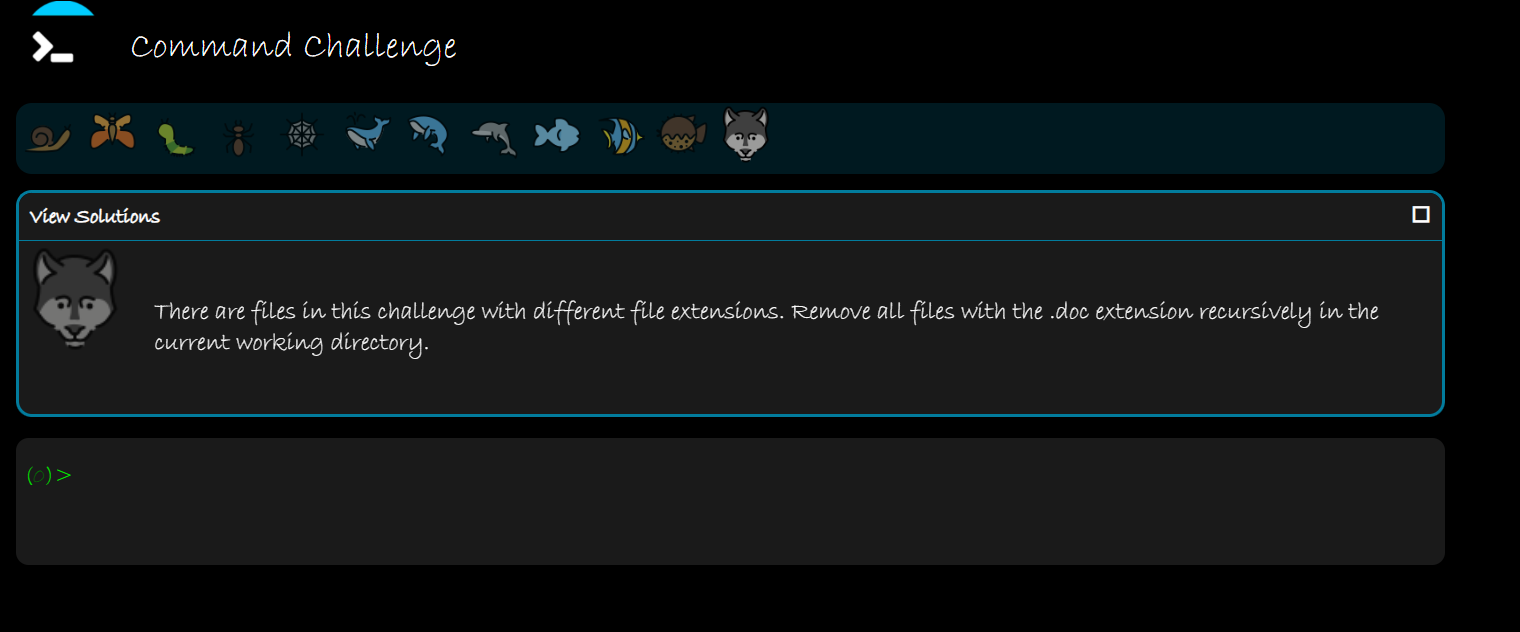 Command Challenge
View Solutions
There are files in this challenge with different file extensions. Remove all files with the .doc extension recursively in the
current working directory.
(0)>